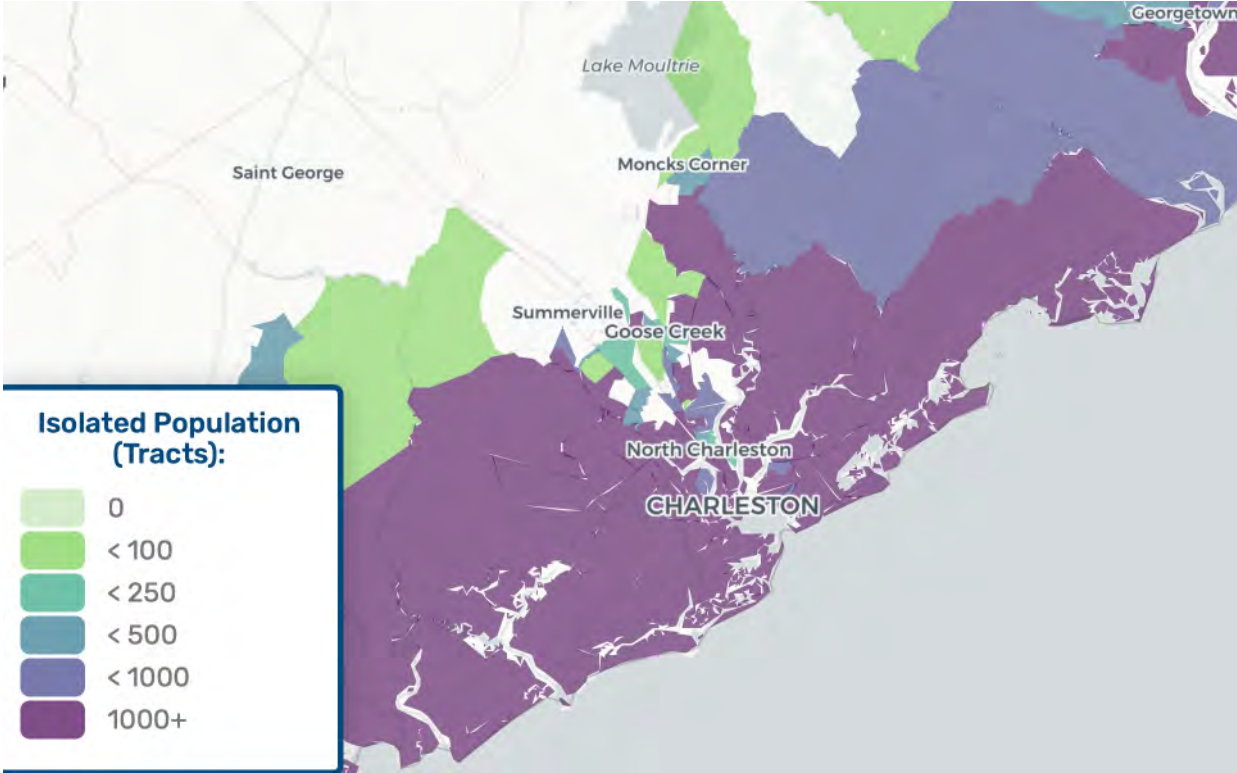 Georgetown
Lake Moultrie
Moncks Corner
Saint George
Summerville
Goose Creek
North Charleston
CHARLESTON
Isolated Population
(Tracts):
0
< 100
< 250
< 500
< 1000
1000+